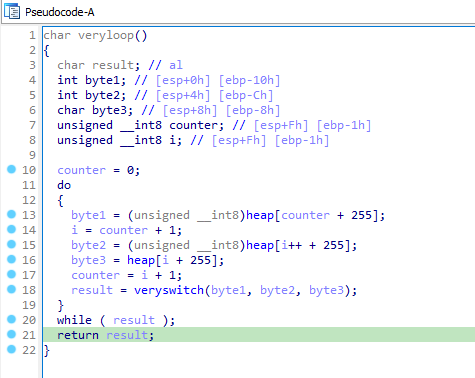 Pseudocode-A
1 char veryloop()
2 {
3 char result; // al
4 int byte1; // [esp+0h] [ebp-10h]
5 int byte2; // [esp+4h] [ebp-Ch]
6 char byte3; // [esp+8h] [ebp-8h]
7 unsigned __int8 counter; // [esp+Fh] [ebp-1h]
8 unsigned __int8 i; // [esp+Fh] [ebp-1h]
9
10 counter = 0;
11 do
12 {
13 byte1 = (unsigned __int8)heap[counter + 255];
14 i = counter + 1;
15 byte2 = (unsigned __int8)heap[i++ + 255];
16 byte3 = heap[i + 255];
17 counter = i + 1;
18 result = veryswitch(byte1, byte2, byte3);
19 }
20 while ( result );
21 return result;
22 }